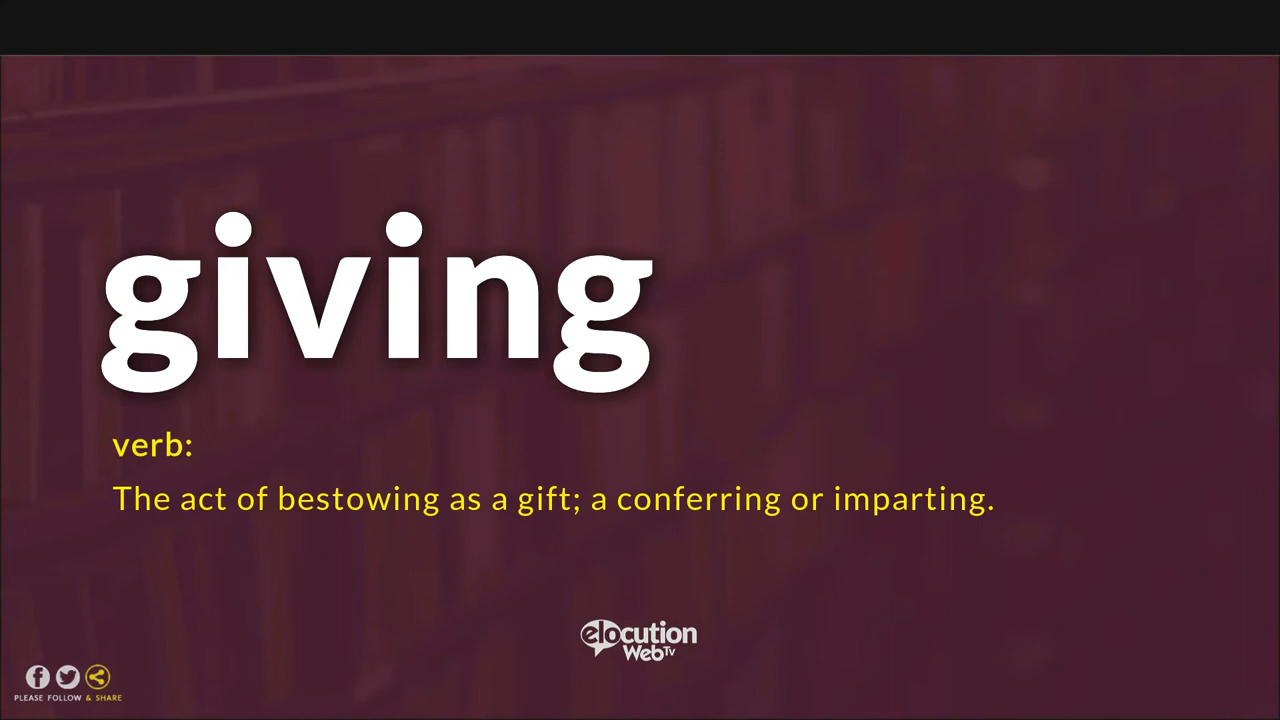 giving
verb:
The act of bestowing as a gift; a conferring or imparting.
elocution
WebTv
PLEASE FOLLOW & SHARE